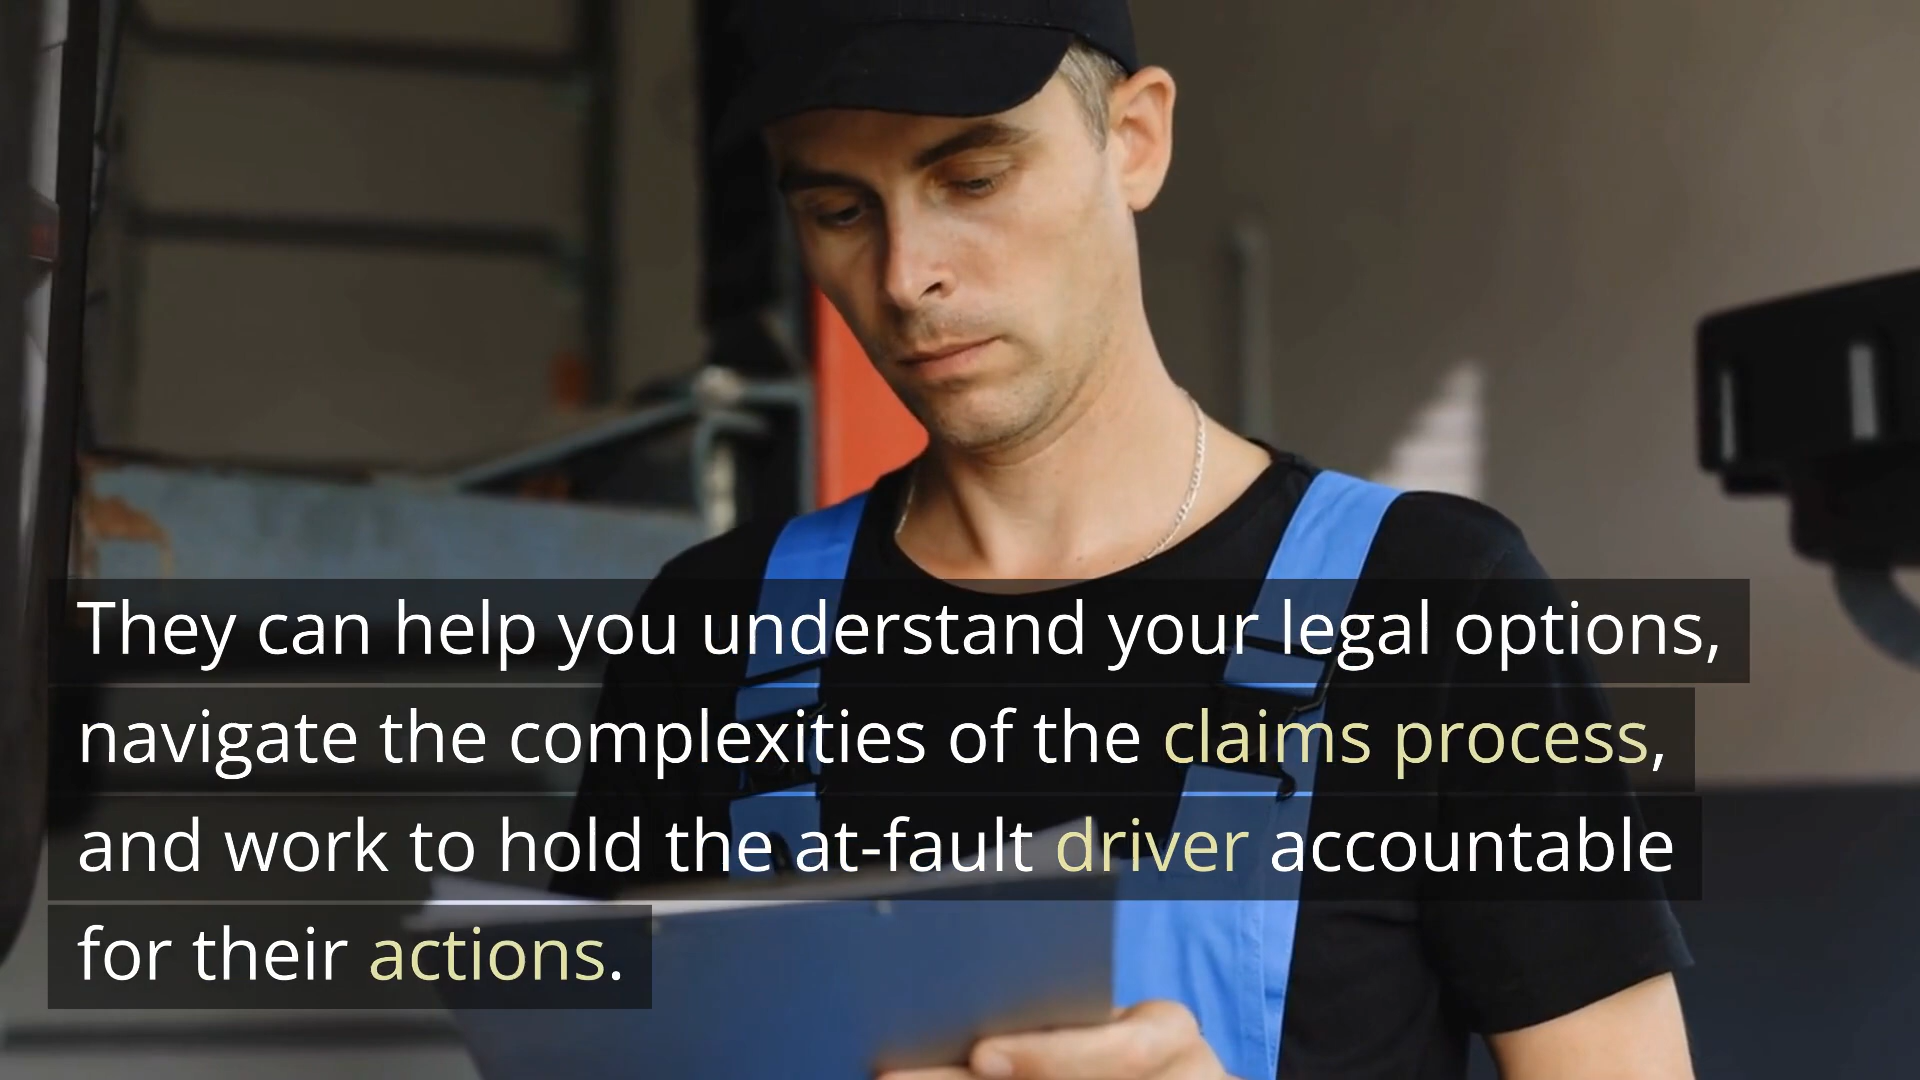 They can help you understand your legal options,
navigate the complexities of the claims process,
and work to hold the at-fault driver accountable
for their actions.